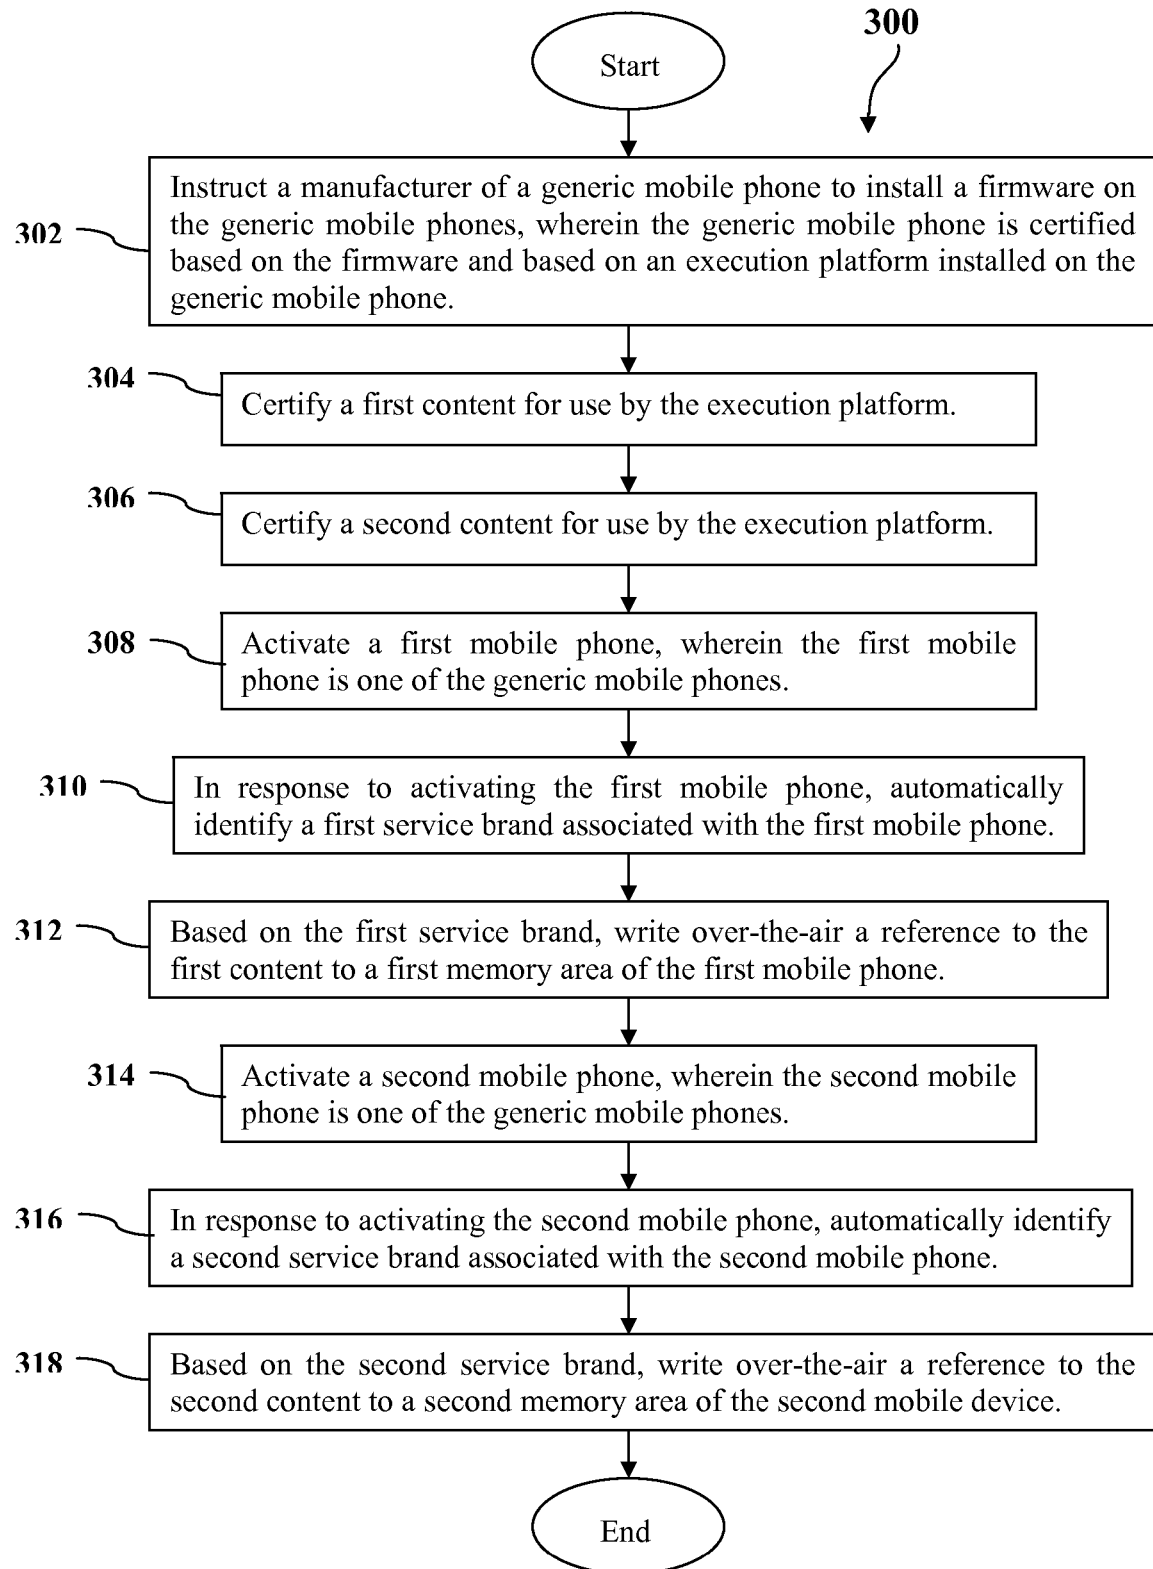 300
Start
302
Instruct a manufacturer of a generic mobile phone to install a firmware on
the generic mobile phones, wherein the generic mobile phone is certified
based on the firmware and based on an execution platform installed on the
generic mobile phone.
304
Certify a first content for use by the execution platform.
306
Certify a second content for use by the execution platform.
308
Activate a first mobile phone, wherein the first mobile
phone is one of the generic mobile phones.
310
In response to activating the first mobile phone, automatically
identify a first service brand associated with the first mobile phone.
312
Based on the first service brand, write over-the-air a reference to the
first content to a first memory area of the first mobile phone.
314
Activate a second mobile phone, wherein the second mobile
phone is one of the generic mobile phones.
316
In response to activating the second mobile phone, automatically identify
a second service brand associated with the second mobile phone.
318
Based on the second service brand, write over-the-air a reference to the
second content to a second memory area of the second mobile device.
End